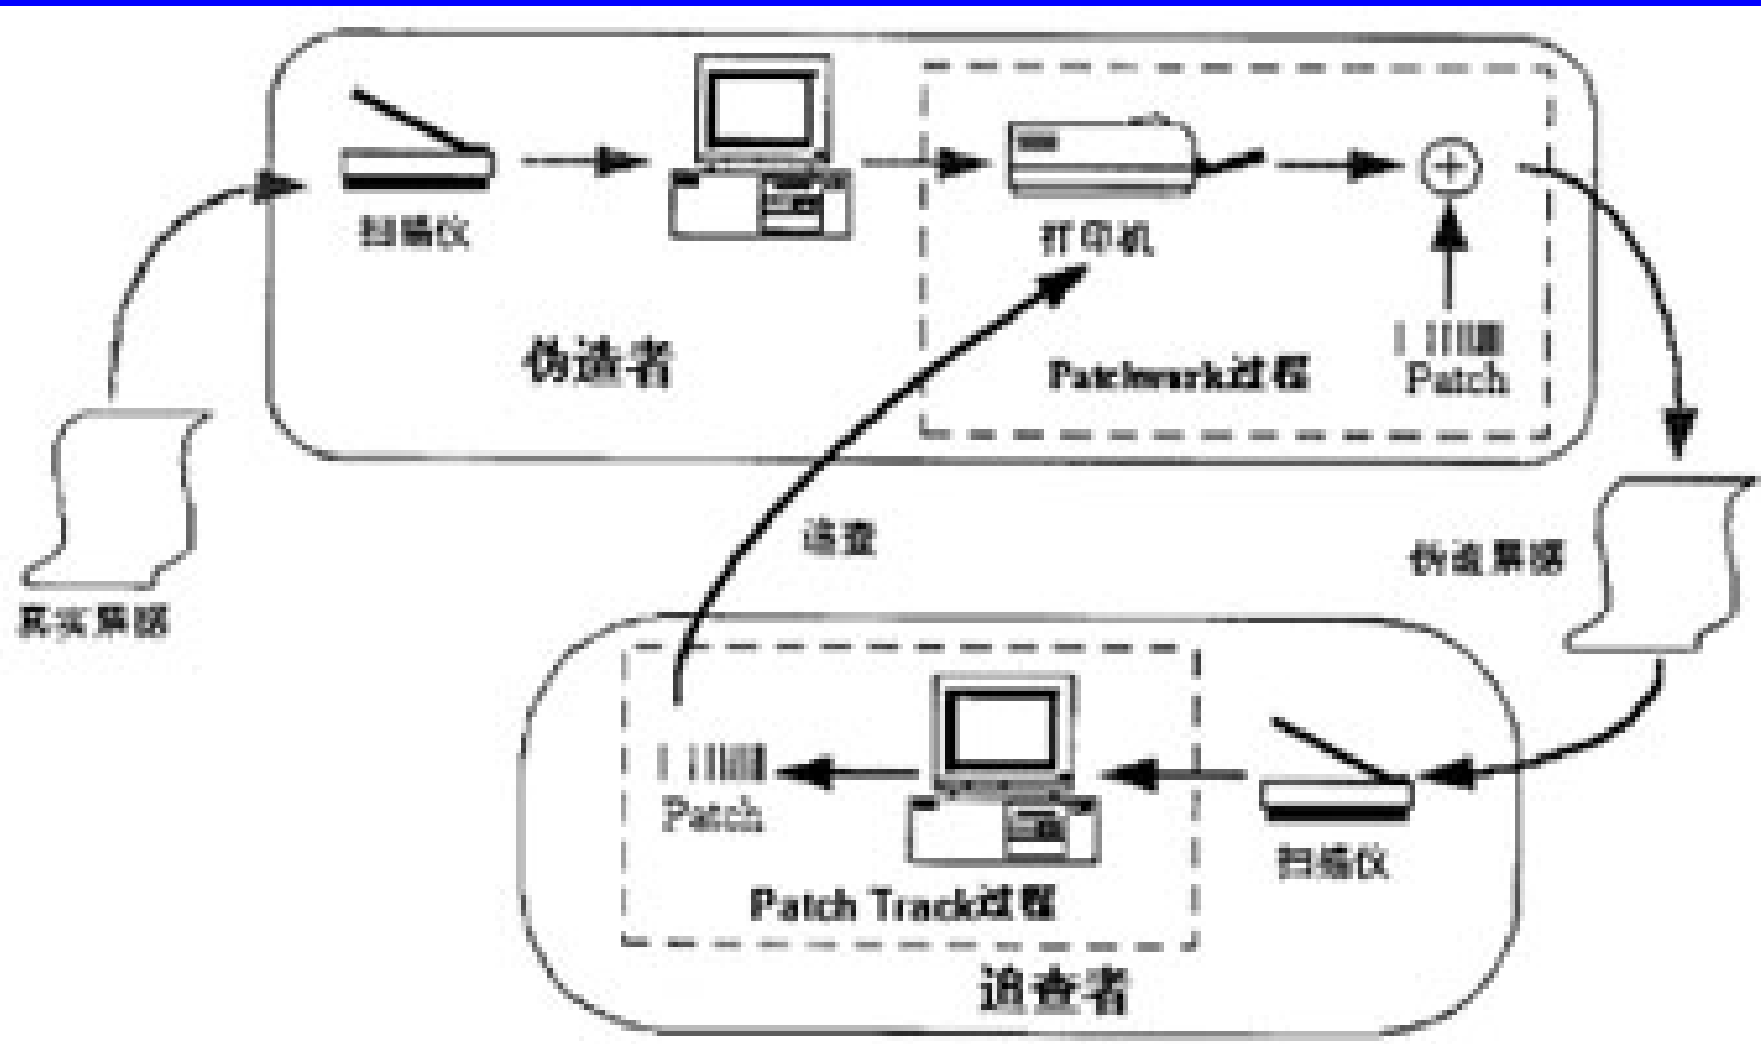 扫描仪
打印机
伪造者
Patchwork过程
Patch
追查
伪造票据
真实票据
Patch
扫描仪
Patch Track过程
追查者